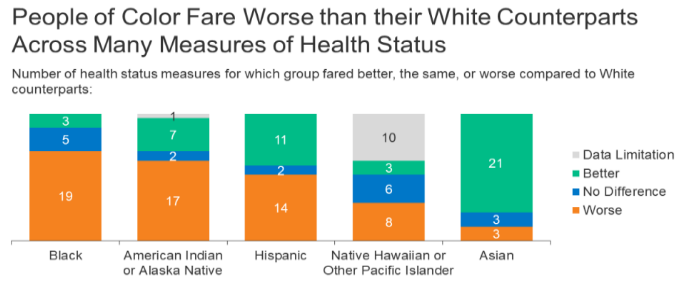 People of Color Fare Worse than their White Counterparts
Across Many Measures of Health Status
Number of health status measures for which group fared better, the same, or worse compared to White
counterparts:
3
5
19
1
7
2
17
11
2
14
10
3
6
8
21
3
3
Data Limitation
Better
No Difference
Worse
Black
American Indian
or Alaska Native
Hispanic
Native Hawaiian or
Other Pacific Islander
Asian